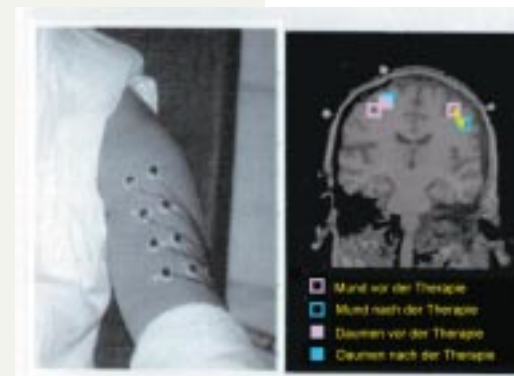 Mund vor der Therapie
Mund nach der Therapie
Daumen vor der Therapie
Daumen nach der Therapie